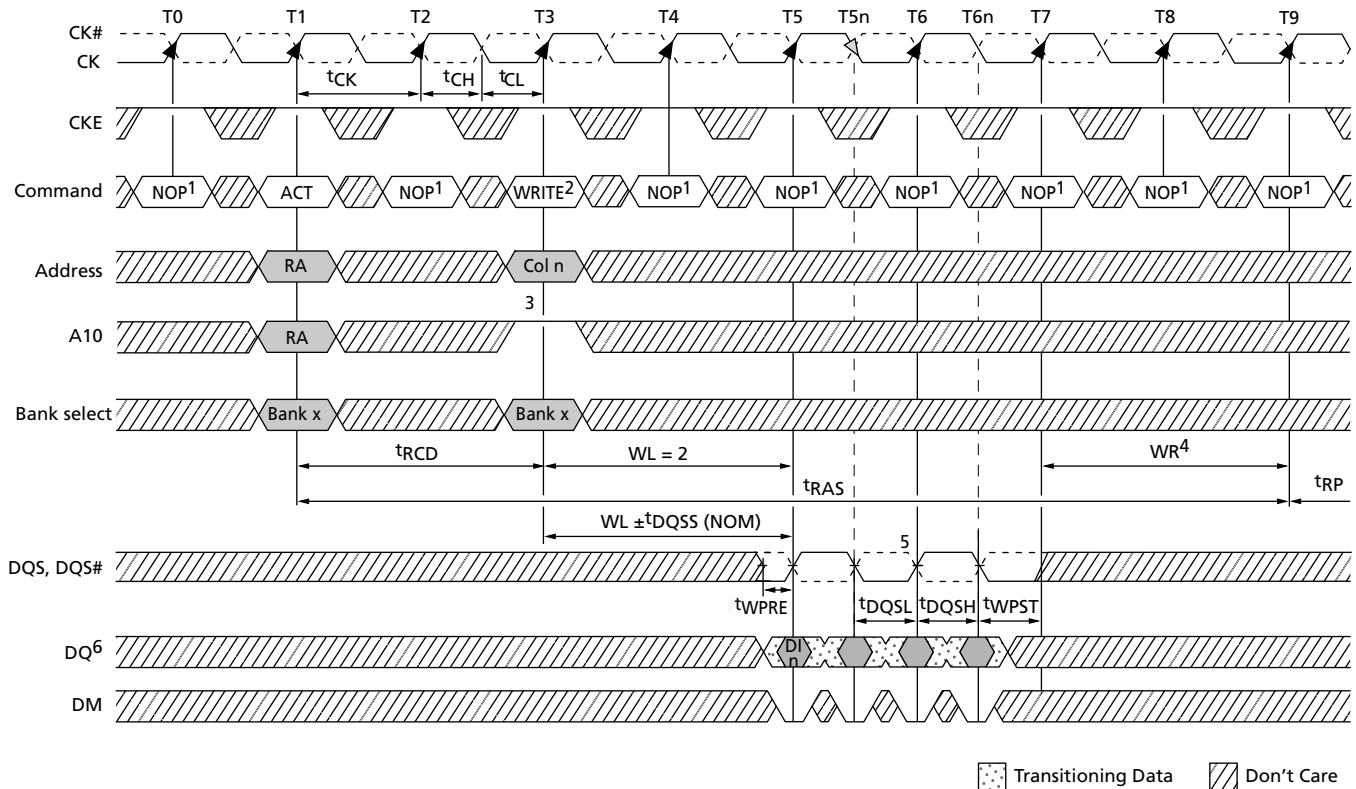 T0 T1 T2 T3 T4 T5 T5n T6 T6n T7 T8 T9
CK#
CK
tCK tCH tCL
CKE
Command NOP1 ACT NOP1 WRITE2 NOP1 NOP1 NOP1 NOP1 NOP1 NOP1
Address RA Col n
3
A10 RA
Bank select Bank x Bank x
tRCD WL = 2 WR4
tRAS tRP
WL ±tDQSS (NOM)
5
DQS, DQS#
tWPRE tDQSL tDQSH tWPST
DQ6 DI
n
DM
Transitioning Data Don't Care